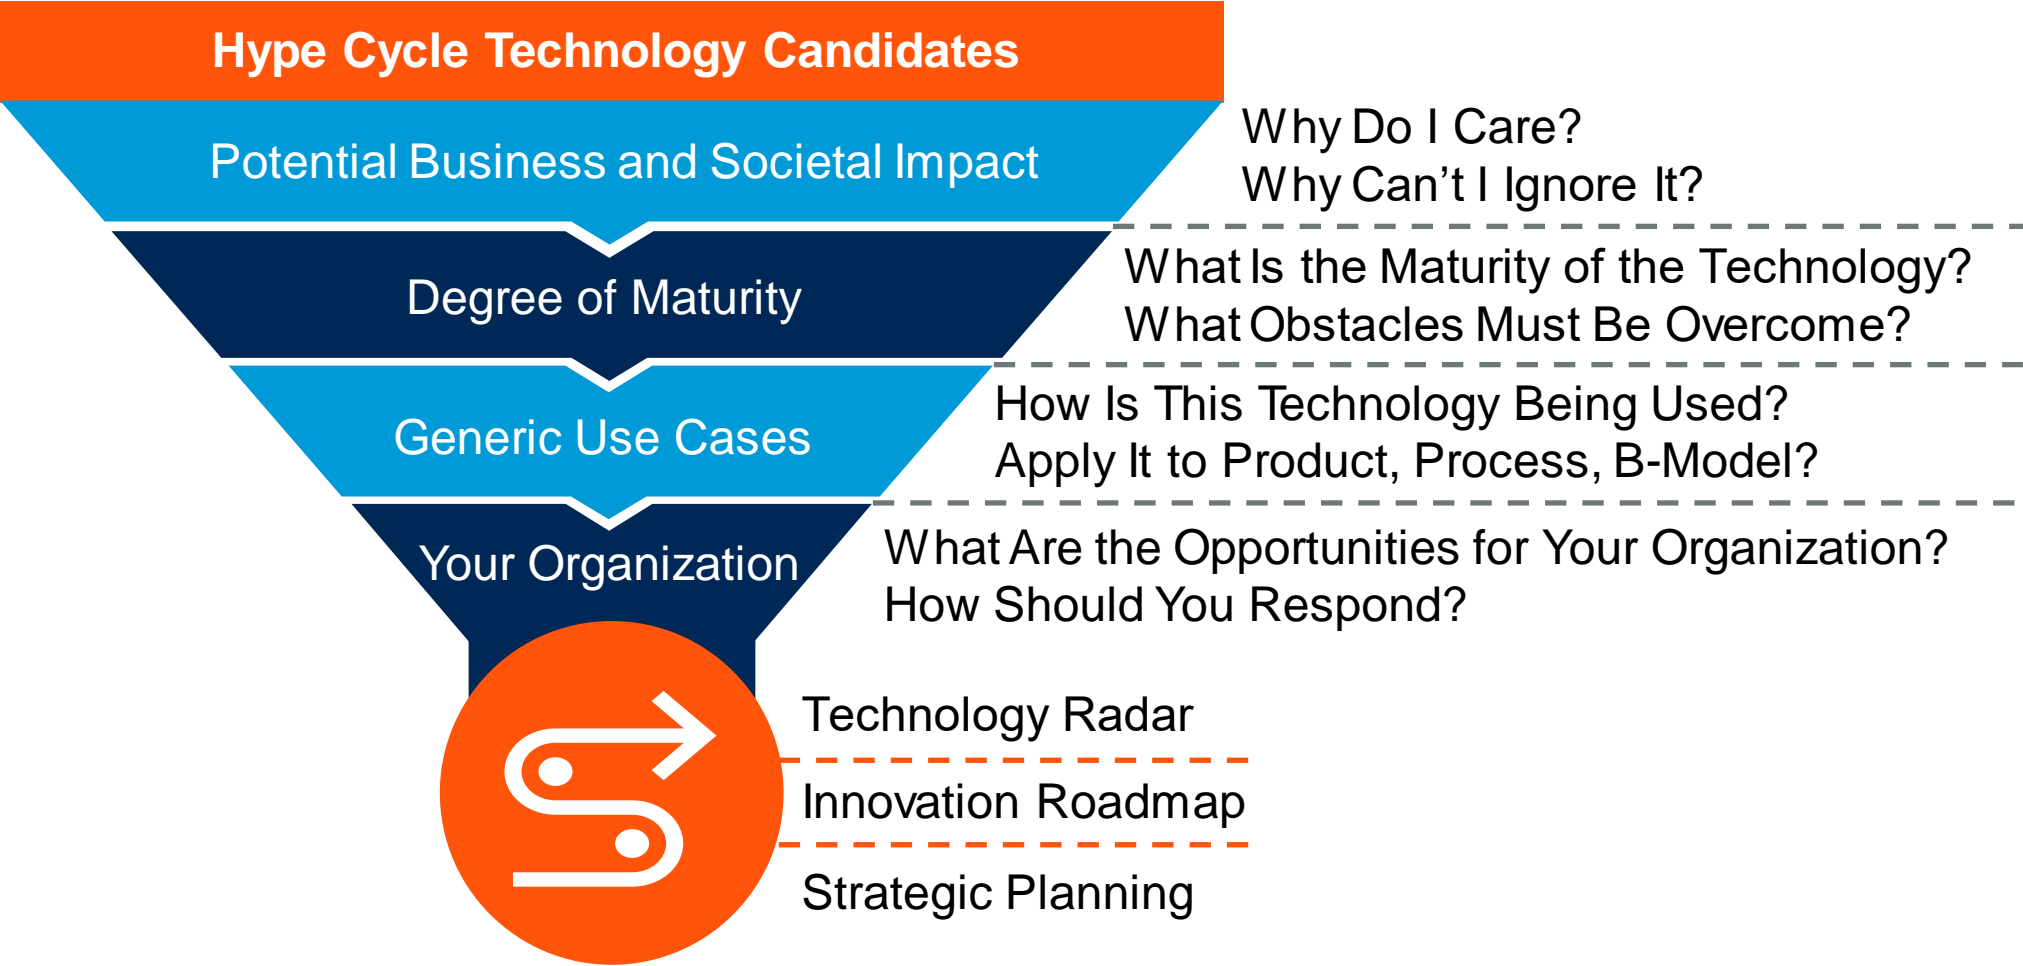 Hype Cycle Technology Candidates
Potential Business and Societal Impact
Why Do I Care?
Why Can’t I Ignore It?
Degree of Maturity
What Is the Maturity of the Technology?
What Obstacles Must Be Overcome?
Generic Use Cases
How Is This Technology Being Used?
Apply It to Product, Process, B-Model?
Your Organization
What Are the Opportunities for Your Organization?
How Should You Respond?
Technology Radar
Innovation Roadmap
Strategic Planning